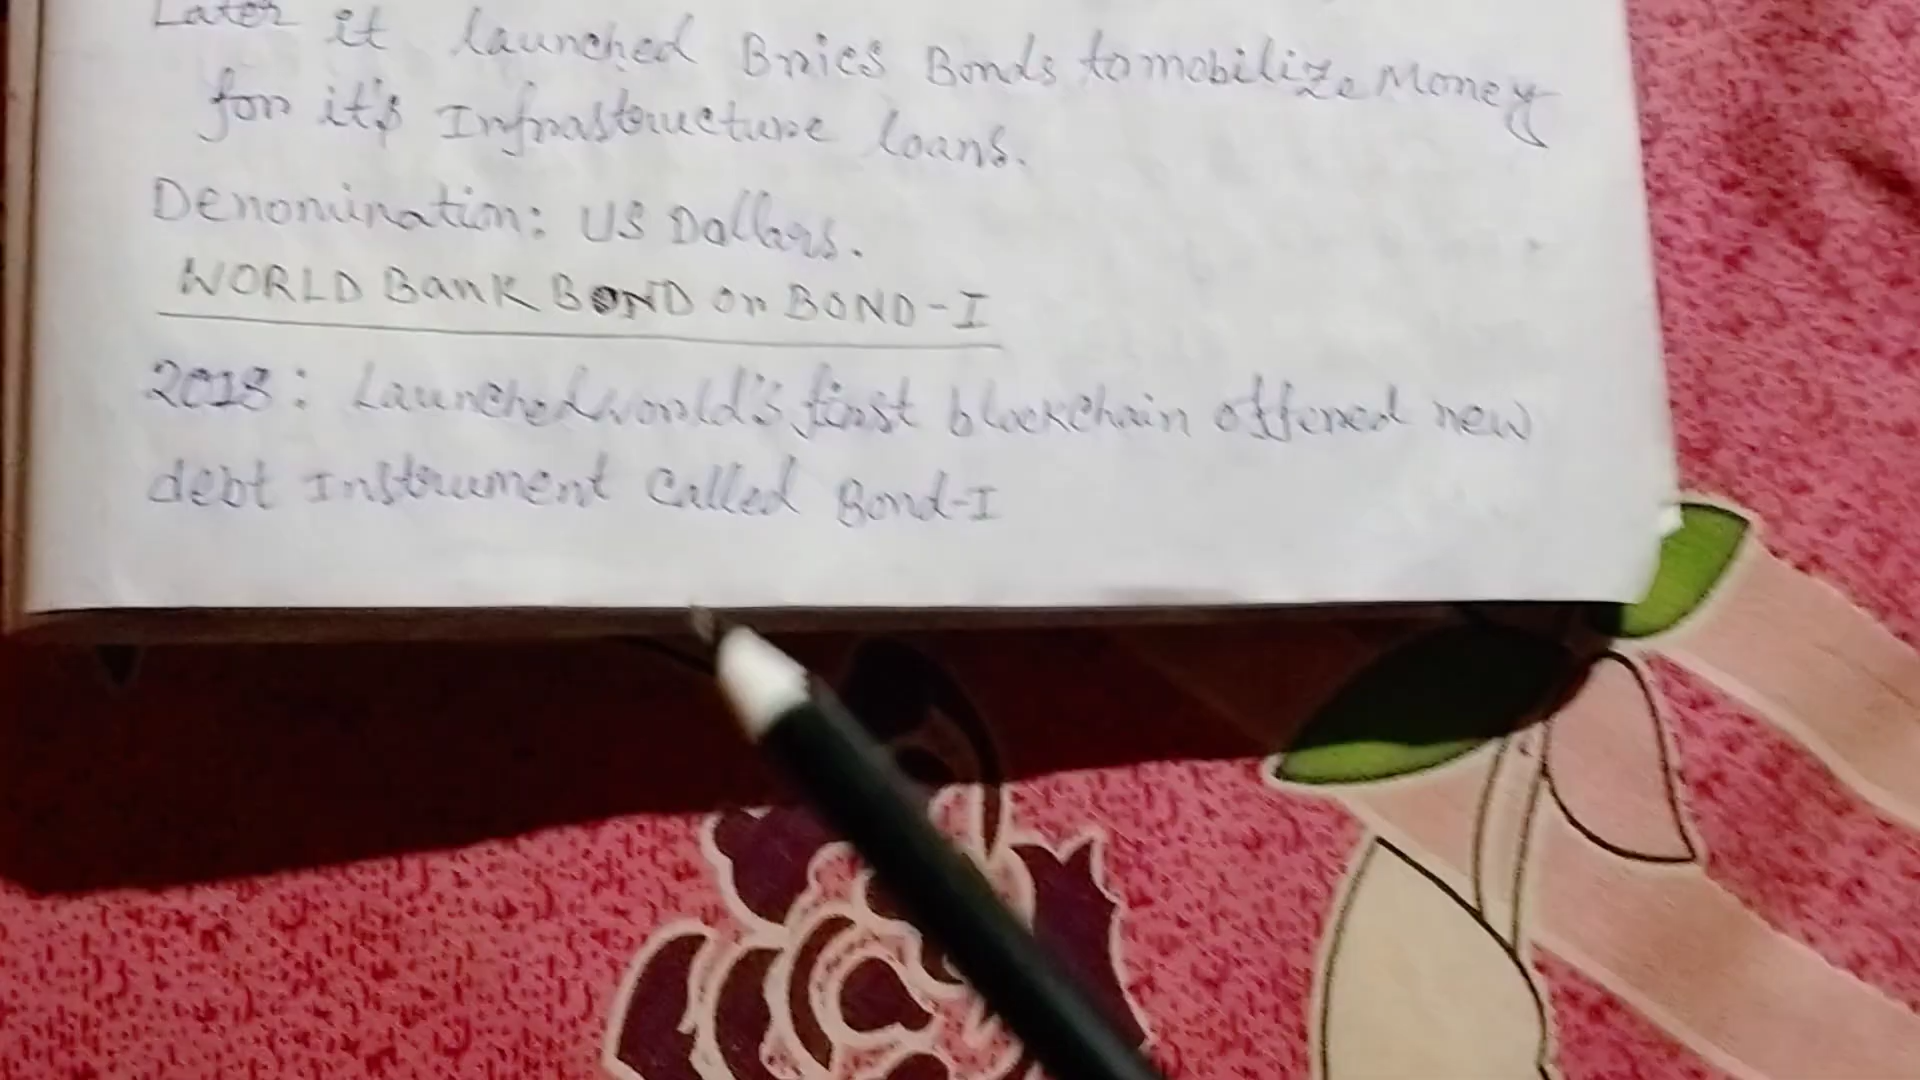 Later it launched Brics Bonds to mobilize Money
for it's Infrastructure loans.
Denomination: US Dollars.
WORLD Bank BOND or BOND-I
2018: Launched world's first blockchain offered new
debt Instrument Called Bond-I